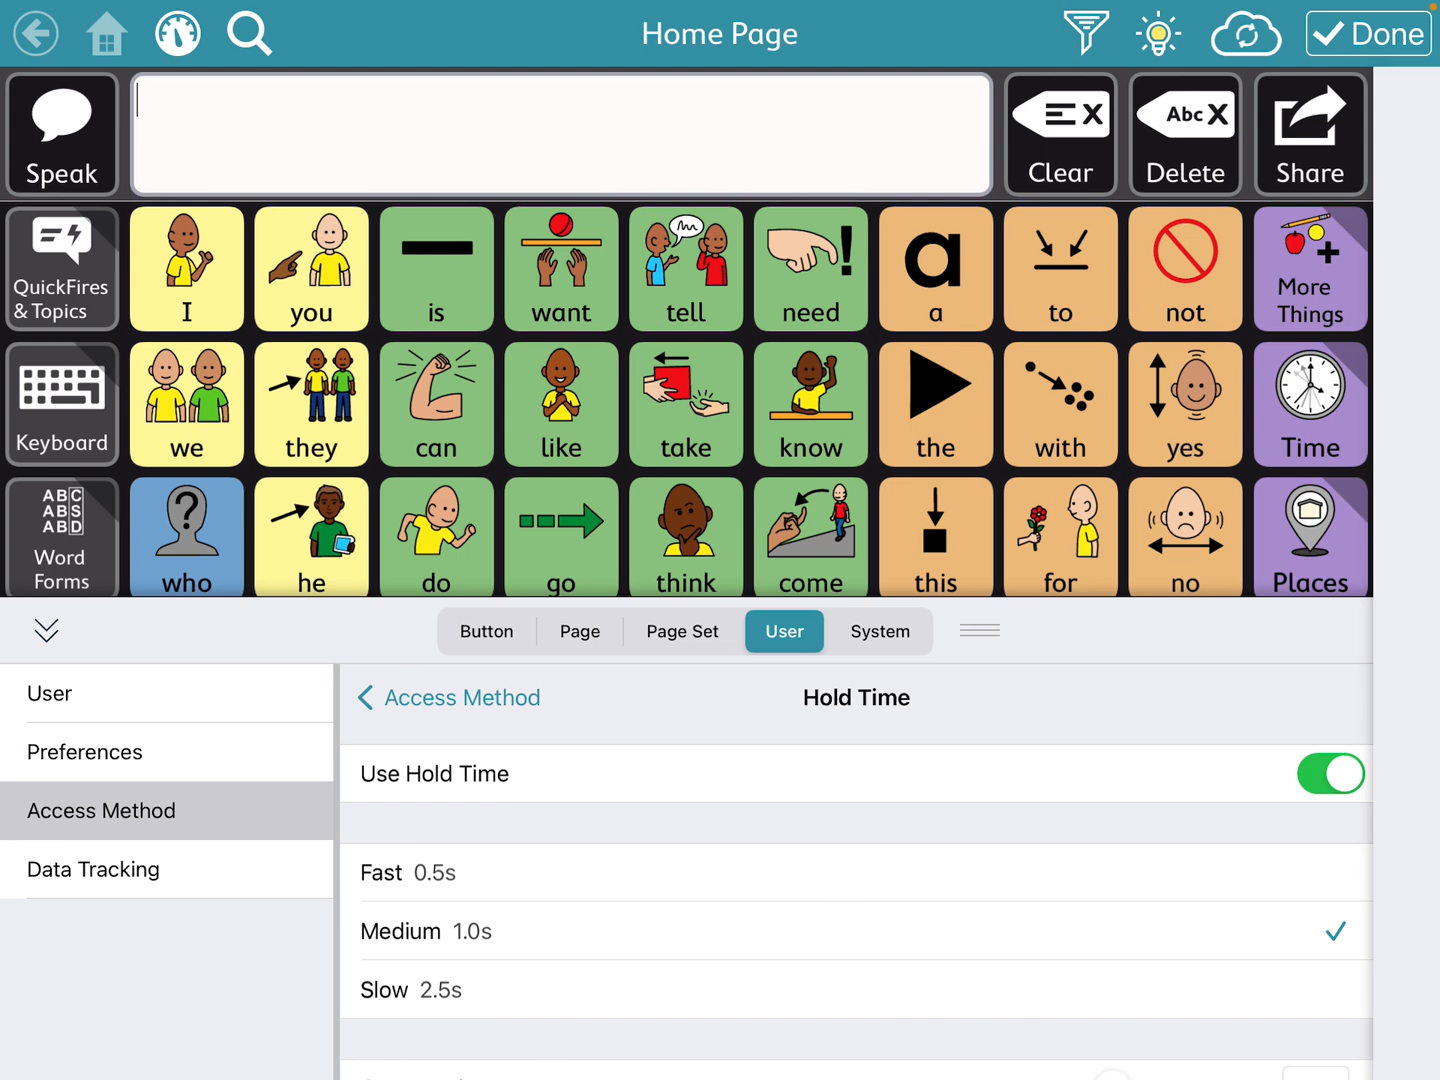 Home Page
Done
Speak
Clear
Abc X
Delete
Share
QuickFires
& Topics
I
you
is
want
tell
need
a
a
to
not
More
Things
Keyboard
we
they
can
like
take
know
the
with
yes
Time
ABC
ABS
ABD
Word
Forms
?
who
he
do
go
think
come
this
for
no
Places
Button
Page
Page Set
User
System
User
Preferences
Access Method
Data Tracking
Access Method
Hold Time
Use Hold Time
Fast 0.5s
Medium 1.0s
Slow 2.5s